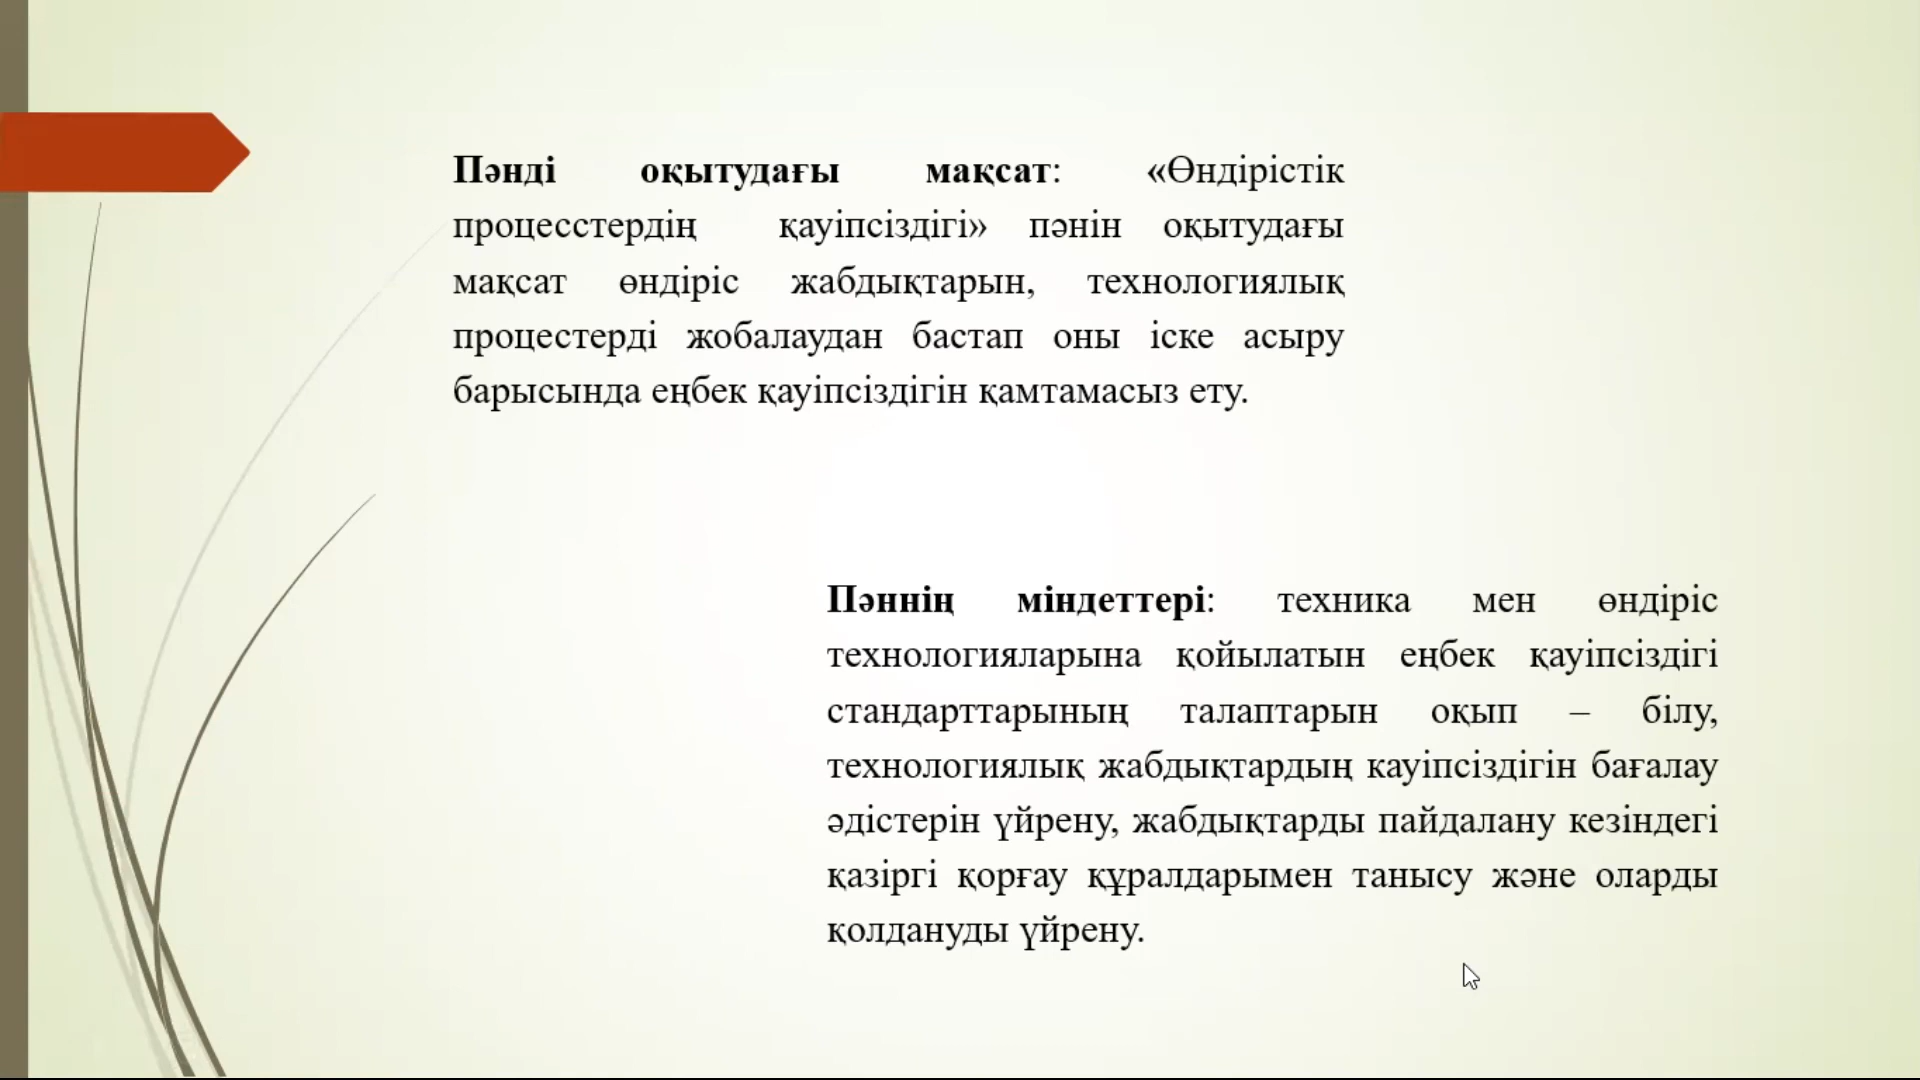 Пәнді оқытудағы мақсат: «Өндірістік
процесстердің қауіпсіздігі» пәнін оқытудағы
мақсат өндіріс жабдықтарын, технологиялық
процестерді жобалаудан бастап оны іске асыру
барысында еңбек қауіпсіздігін қамтамасыз ету.
Пәннің міндеттері: техника мен өндіріс
технологияларына қойылатын еңбек қауіпсіздігі
стандарттарының талаптарын оқып – білу,
технологиялық жабдықтардың кауіпсіздігін бағалау
әдістерін үйрену, жабдықтарды пайдалану кезіндегі
қазіргі қорғау құралдарымен танысу және оларды
қолдануды үйрену.